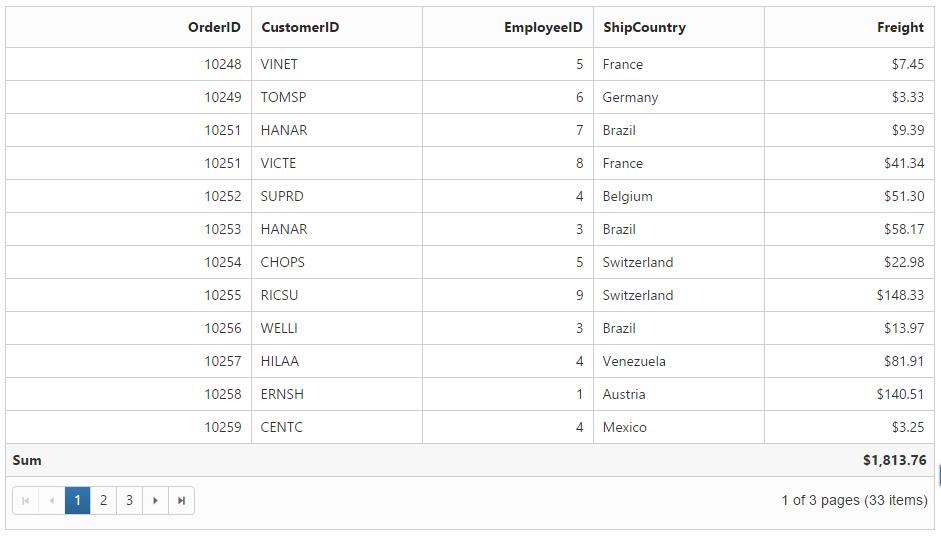 OrderID CustomerID EmployeeID ShipCountry Freight
10248 VINET 5 France $7.45
10249 TOMSP 6 Germany $3.33
10251 HANAR 7 Brazil $9.39
10251 VICTE 8 France $41.34
10252 SUPRD 4 Belgium $51.30
10253 HANAR 3 Brazil $58.17
10254 CHOPS 5 Switzerland $22.98
10255 RICSU 9 Switzerland $148.33
10256 WELLI 3 Brazil $13.97
10257 HILAA 4 Venezuela $81.91
10258 ERNSH 1 Austria $140.51
10259 CENTC 4 Mexico $3.25
Sum $1,813.76
1 2 3 1 of 3 pages (33 items)